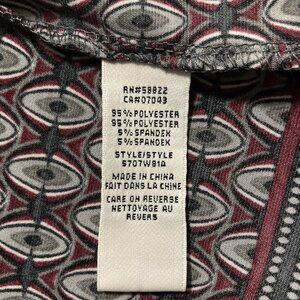 RN#58822
CA#07043
95% POLYESTER
95% POLYESTER
5% SPANDEX
5% SPANDEX
STYLE/STYLE
5707W81A
MADE IN CHINA
FAIT DANS LA CHINE
CARE ON REVERSE
NETTOYAGE AU
REVERS